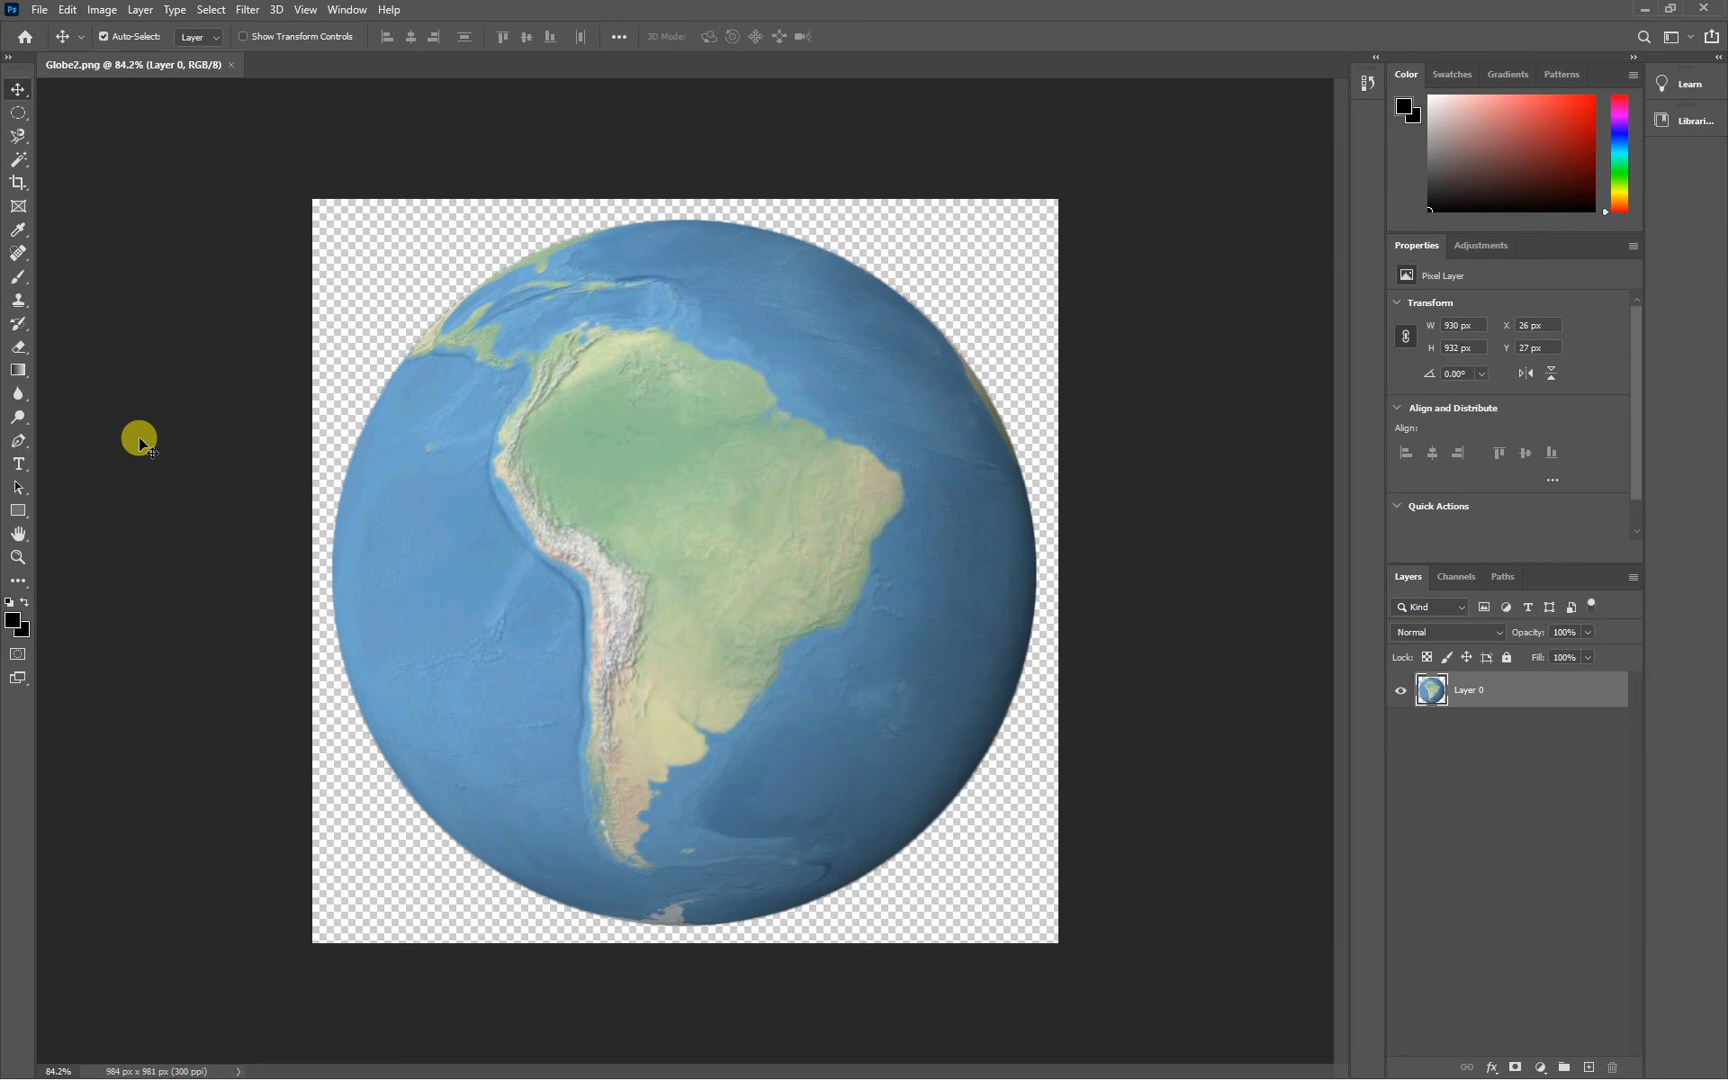 Ps File Edit Image Layer Type Select Filter 3D View Window Help
Auto-Select: Layer Show Transform Controls 3D Mode:
Globe2.png @ 84.2% (Layer 0, RGB/8) ×
Color Swatches Gradients Patterns
Learn
Librari...
Properties Adjustments
Pixel Layer
Transform
W 930 px X 26 px
H 932 px Y 27 px
0.00°
Align and Distribute
Align:
Quick Actions
Layers Channels Paths
Kind
Normal Opacity: 100%
Lock: Fill: 100%
Layer 0
84.2% 984 px x 981 px (300 ppi)